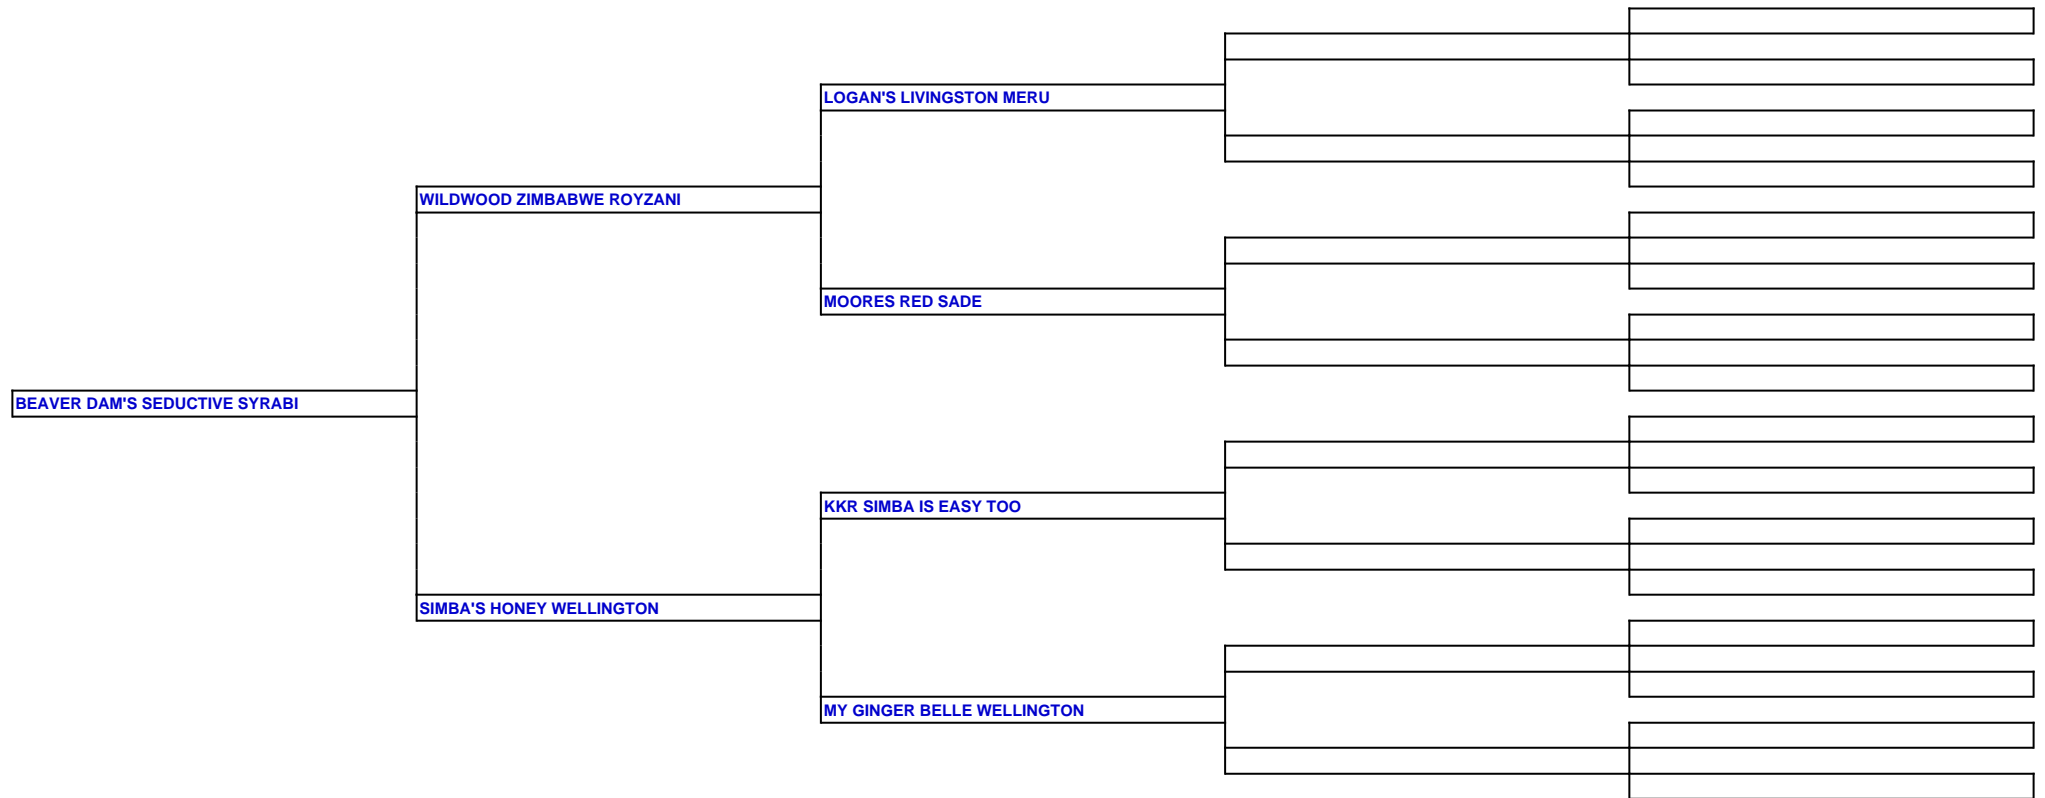 LOGAN'S LIVINGSTON MERU
WILDWOOD ZIMBABWE ROYZANI
MOORES RED SADE
BEAVER DAM'S SEDUCTIVE SYRABI
KKR SIMBA IS EASY TOO
SIMBA'S HONEY WELLINGTON
MY GINGER BELLE WELLINGTON